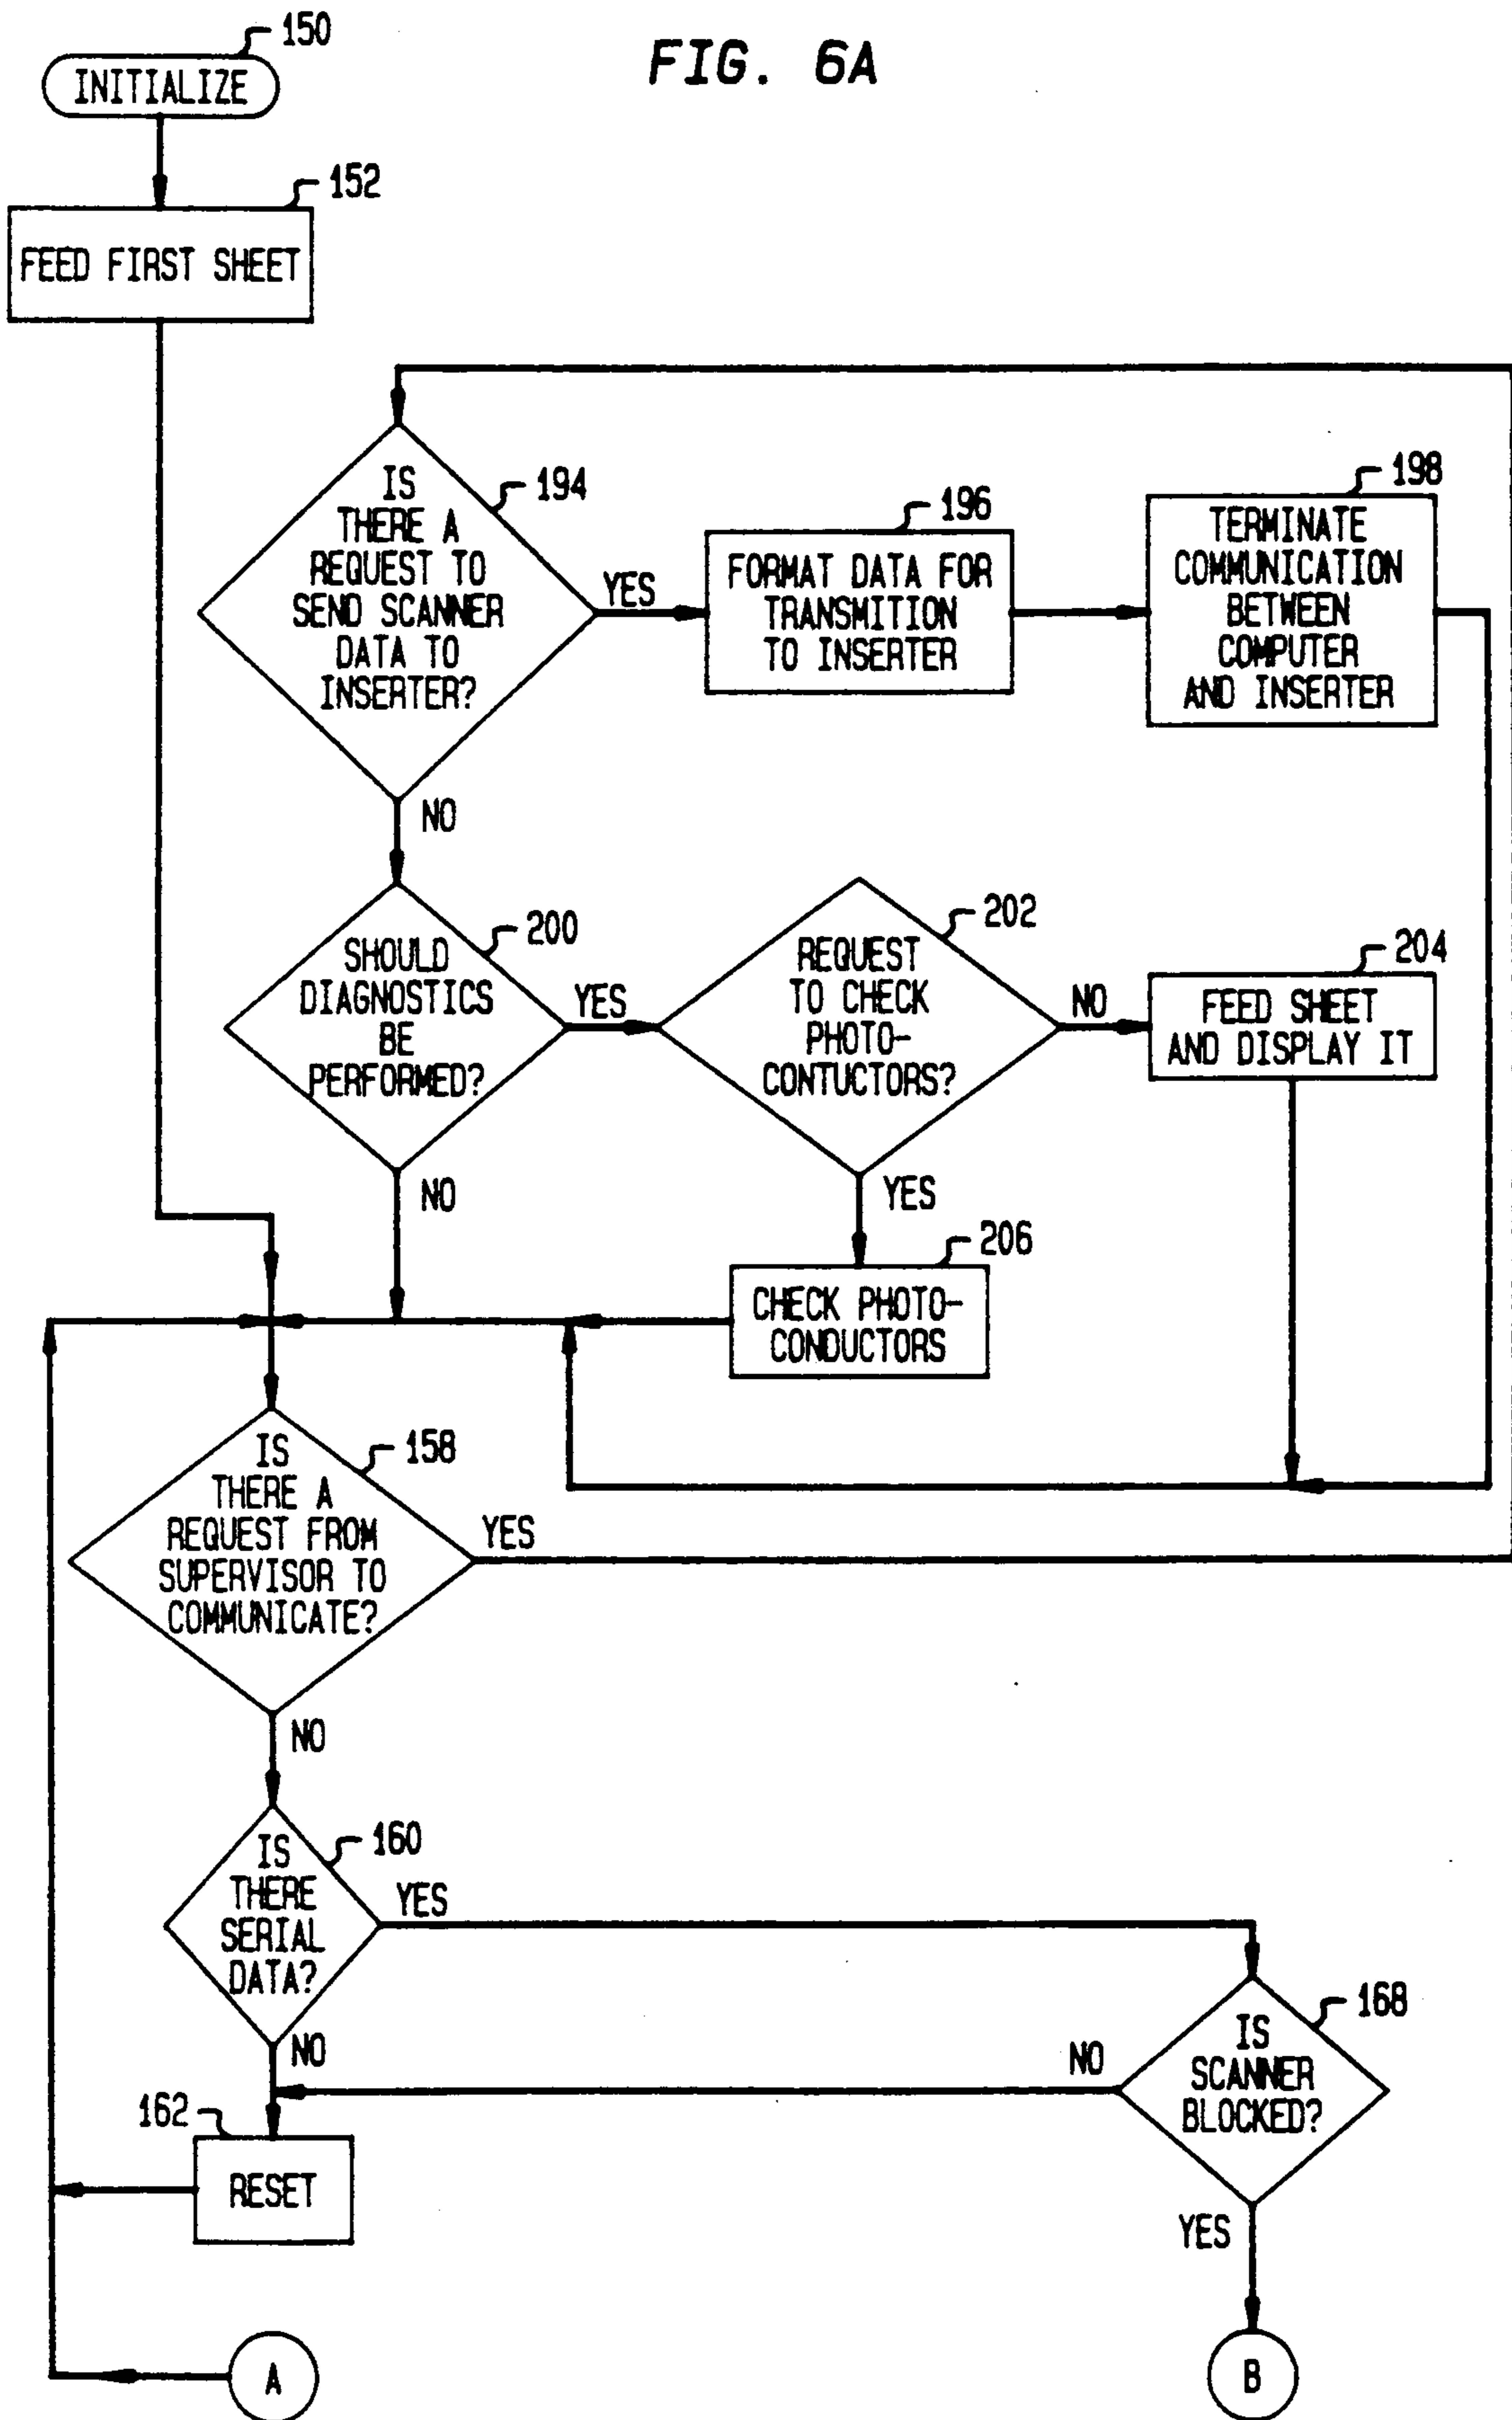 FIG. 6A
150
INITIALIZE
152
FEED FIRST SHEET
194
IS
THERE A
REQUEST TO
SEND SCANNER
DATA TO
INSERTER?
YES
NO
196
FORMAT DATA FOR
TRANSMITION
TO INSERTER
198
TERMINATE
COMMUNICATION
BETWEEN
COMPUTER
AND INSERTER
200
SHOULD
DIAGNOSTICS
BE
PERFORMED?
YES
NO
202
REQUEST
TO CHECK
PHOTO-
CONTUCTORS?
NO
YES
204
FEED SHEET
AND DISPLAY IT
206
CHECK PHOTO-
CONDUCTORS
158
IS
THERE A
REQUEST FROM
SUPERVISOR TO
COMMUNICATE?
YES
NO
160
IS
THERE
SERIAL
DATA?
YES
NO
168
IS
SCANNER
BLOCKED?
NO
YES
162
RESET
A
B